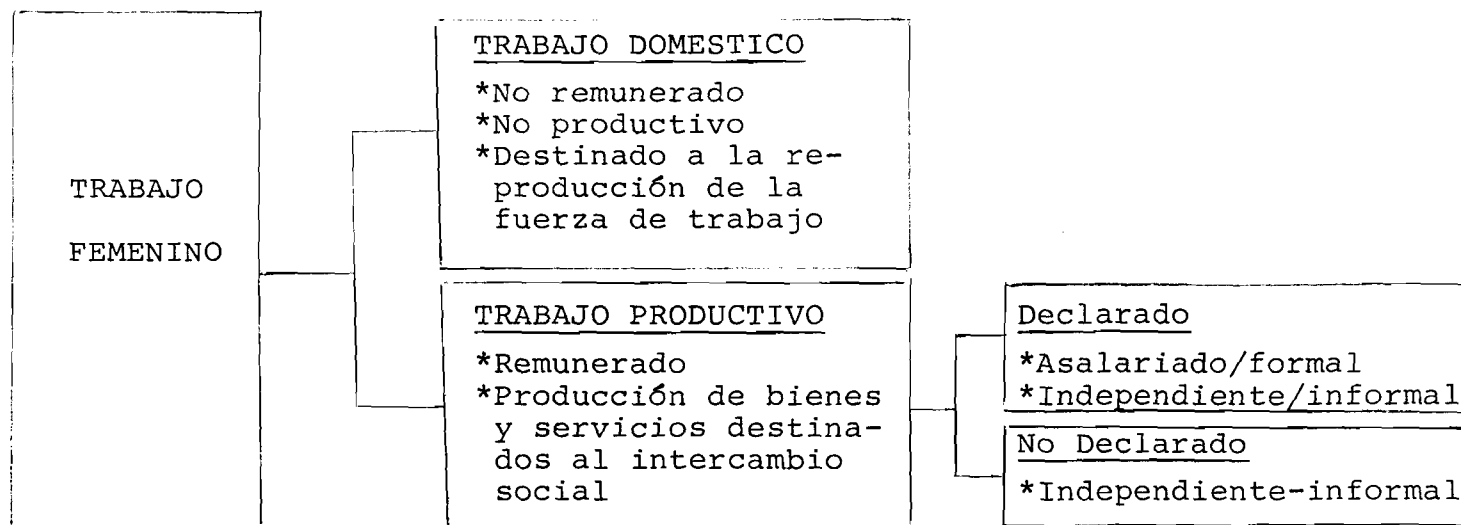 TRABAJO
FEMENINO
TRABAJO DOMESTICO
*No remunerado
*No productivo
*Destinado a la re-
producción de la
fuerza de trabajo
TRABAJO PRODUCTIVO
*Remunerado
*Producción de bienes
y servicios destina-
dos al intercambio
social
Declarado
*Asalariado/formal
*Independiente/informal
No Declarado
*Independiente-informal